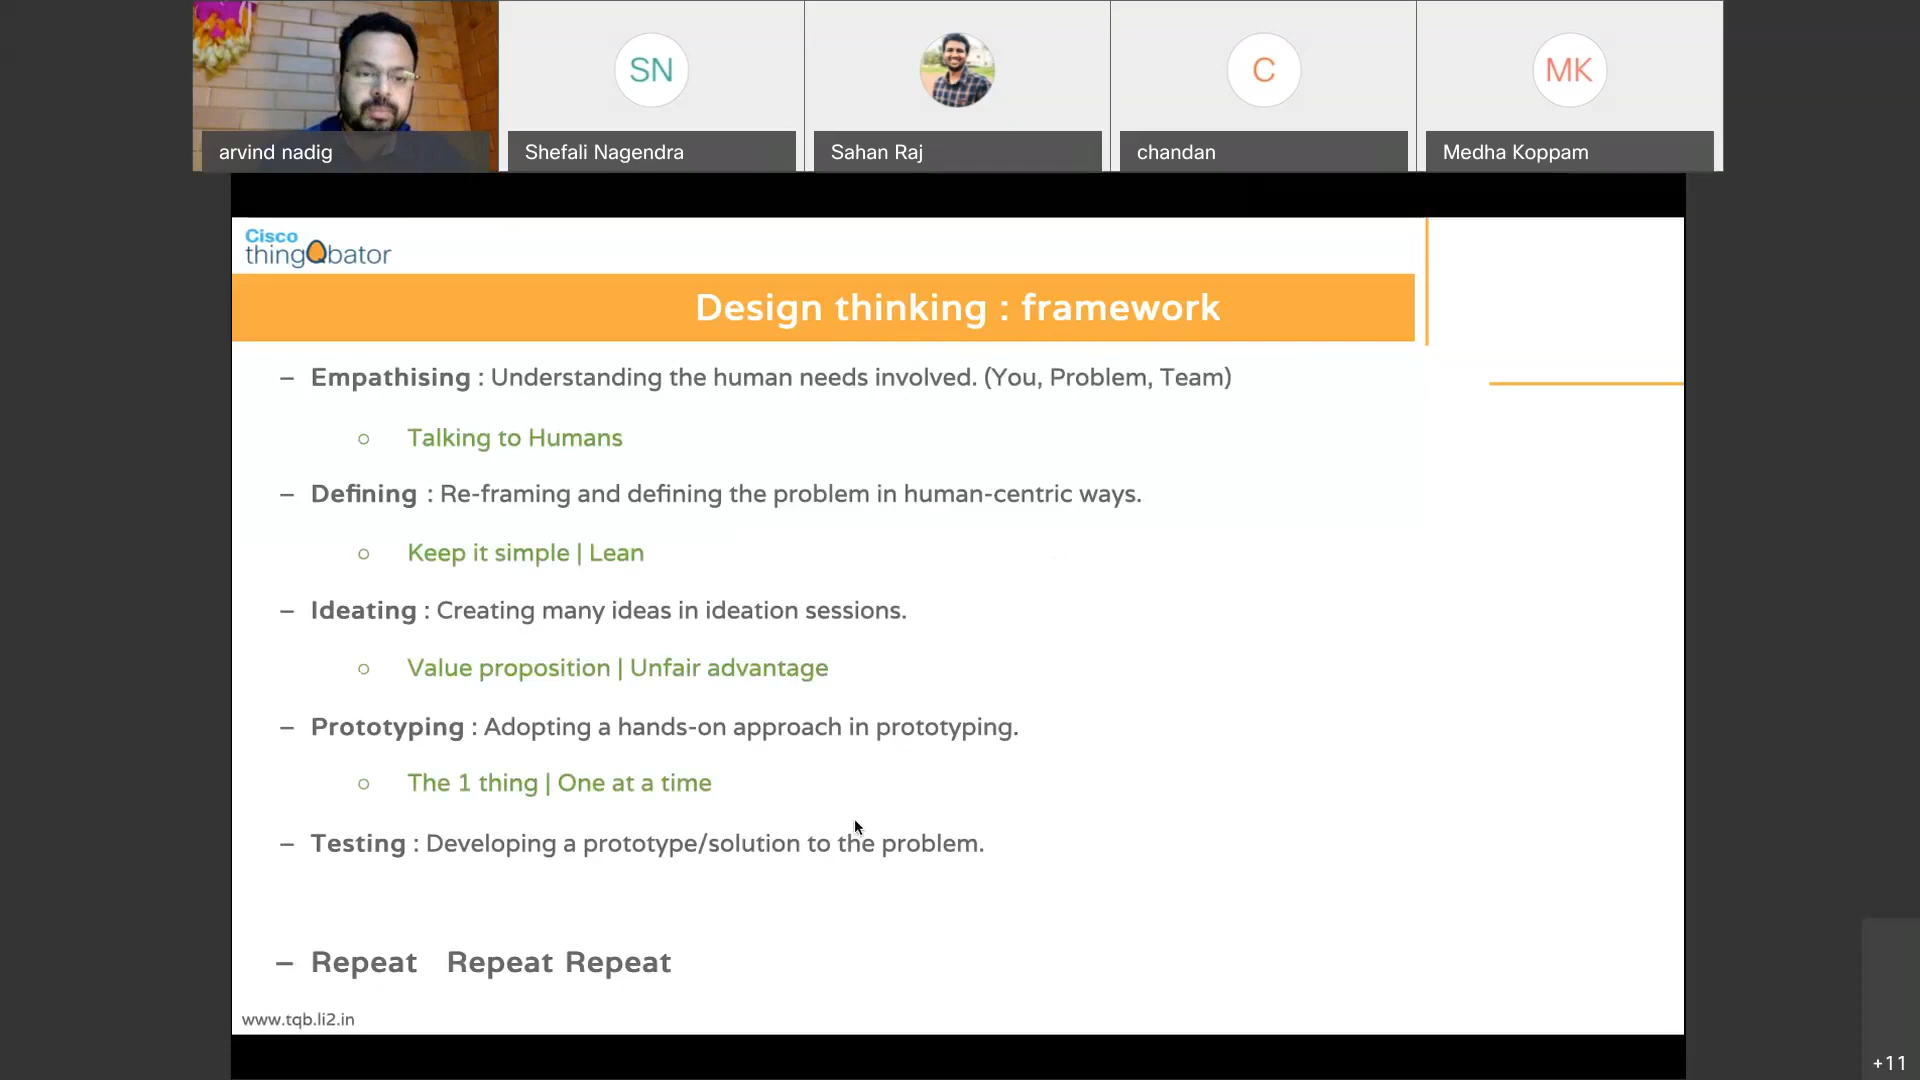 SN
C
MK
arvind nadig
Shefali Nagendra
Sahan Raj
chandan
Medha Koppam
Cisco
thingQbator
Design thinking : framework
– Empathising : Understanding the human needs involved. (You, Problem, Team)
○ Talking to Humans
– Defining : Re-framing and defining the problem in human-centric ways.
○ Keep it simple | Lean
– Ideating : Creating many ideas in ideation sessions.
○ Value proposition | Unfair advantage
– Prototyping : Adopting a hands-on approach in prototyping.
○ The 1 thing | One at a time
– Testing : Developing a prototype/solution to the problem.
– Repeat Repeat Repeat
www.tqb.li2.in
+11